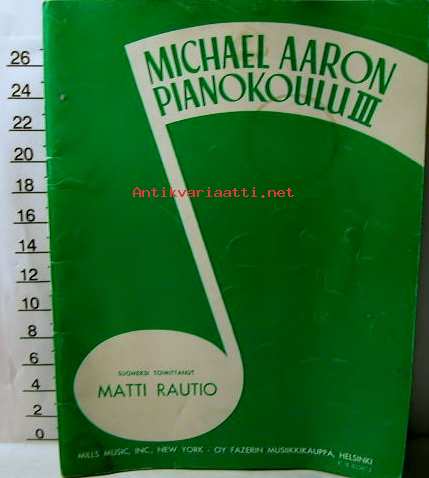 MICHAEL AARON
PIANOKOULU III
Antikvariaatti.net
SUOMEKSI TOIMITTANUT
MATTI RAUTIO
MILLS MUSIC, INC., NEW YORK - OY FAZERIN MUSIIKKIKAUPPA, HELSINKI
26
24
22
20
18
16
14
12
10
8
6
4
2
0